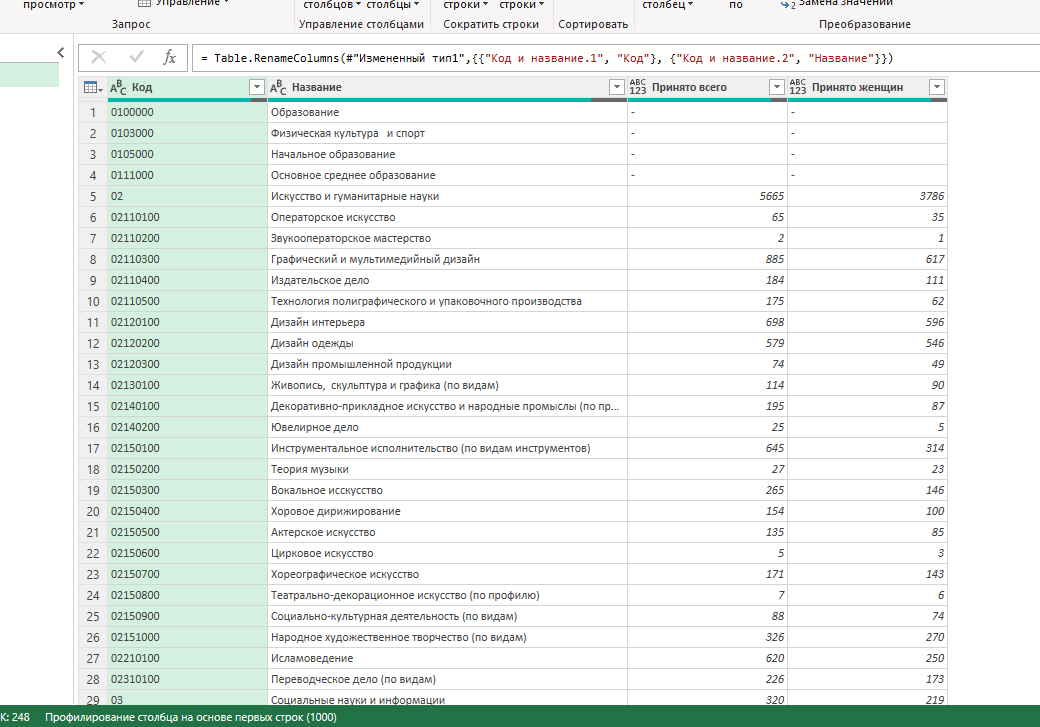 просмотр
Управление
столбцов столбцы
строки строки
столбец
по
Замена значений
Запрос
Управление столбцами
Сократить строки
Сортировать
Преобразование
fx
= Table.RenameColumns(#"Измененный тип1",{{"Код и название.1", "Код"}, {"Код и название.2", "Название"}})
ABC Код ABC Название ABC 123 Принято всего ABC 123 Принято женщин
1 0100000 Образование - -
2 0103000 Физическая культура и спорт - -
3 0105000 Начальное образование - -
4 0111000 Основное среднее образование - -
5 02 Искусство и гуманитарные науки 5665 3786
6 02110100 Операторское искусство 65 35
7 02110200 Звукооператорское мастерство 2 1
8 02110300 Графический и мультимедийный дизайн 885 617
9 02110400 Издательское дело 184 111
10 02110500 Технология полиграфического и упаковочного производства 175 62
11 02120100 Дизайн интерьера 698 596
12 02120200 Дизайн одежды 579 546
13 02120300 Дизайн промышленной продукции 74 49
14 02130100 Живопись, скульптура и графика (по видам) 114 90
15 02140100 Декоративно-прикладное искусство и народные промыслы (по пр... 195 87
16 02140200 Ювелирное дело 25 5
17 02150100 Инструментальное исполнительство (по видам инструментов) 645 314
18 02150200 Теория музыки 27 23
19 02150300 Вокальное исскусство 265 146
20 02150400 Хоровое дирижирование 154 100
21 02150500 Актерское искусство 135 85
22 02150600 Цирковое искусство 5 3
23 02150700 Хореографическое искусство 171 143
24 02150800 Театрально-декорационное искусство (по профилю) 7 6
25 02150900 Социально-культурная деятельность (по видам) 88 74
26 02151000 Народное художественное творчество (по видам) 326 270
27 02210100 Исламоведение 620 250
28 02310100 Переводческое дело (по видам) 226 173
29 03 Социальные науки и информации 320 219
К: 248 Профилирование столбца на основе первых строк (1000)